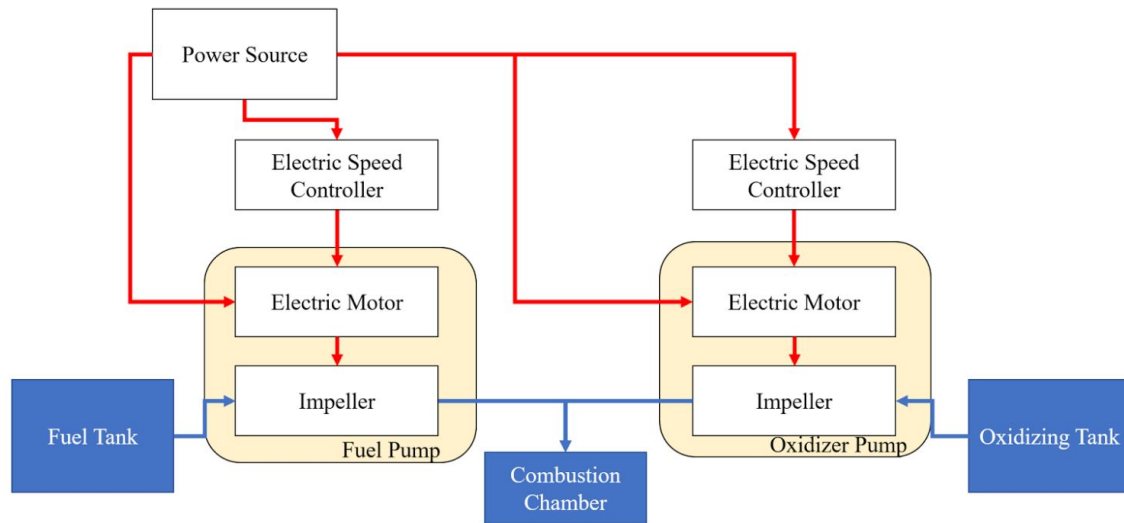 Power Source
Electric Speed
Controller
Electric Speed
Controller
Electric Motor
Electric Motor
Impeller
Impeller
Fuel Tank
Oxidizing Tank
Fuel Pump
Oxidizer Pump
Combustion
Chamber